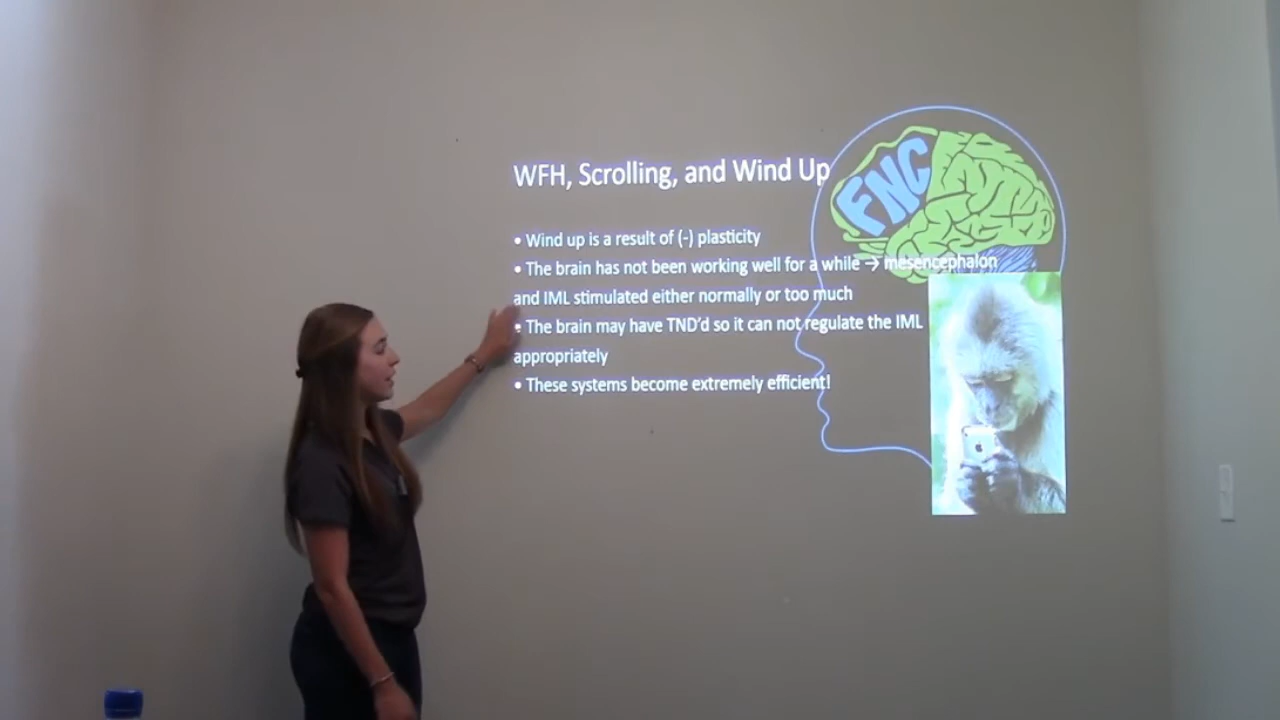 WFH, Scrolling, and Wind Up
FNC
• Wind up is a result of (-) plasticity
• The brain has not been working well for a while → mesencephalon
and IML stimulated either normally or too much
• The brain may have TND'd so it can not regulate the IML
appropriately
• These systems become extremely efficient!